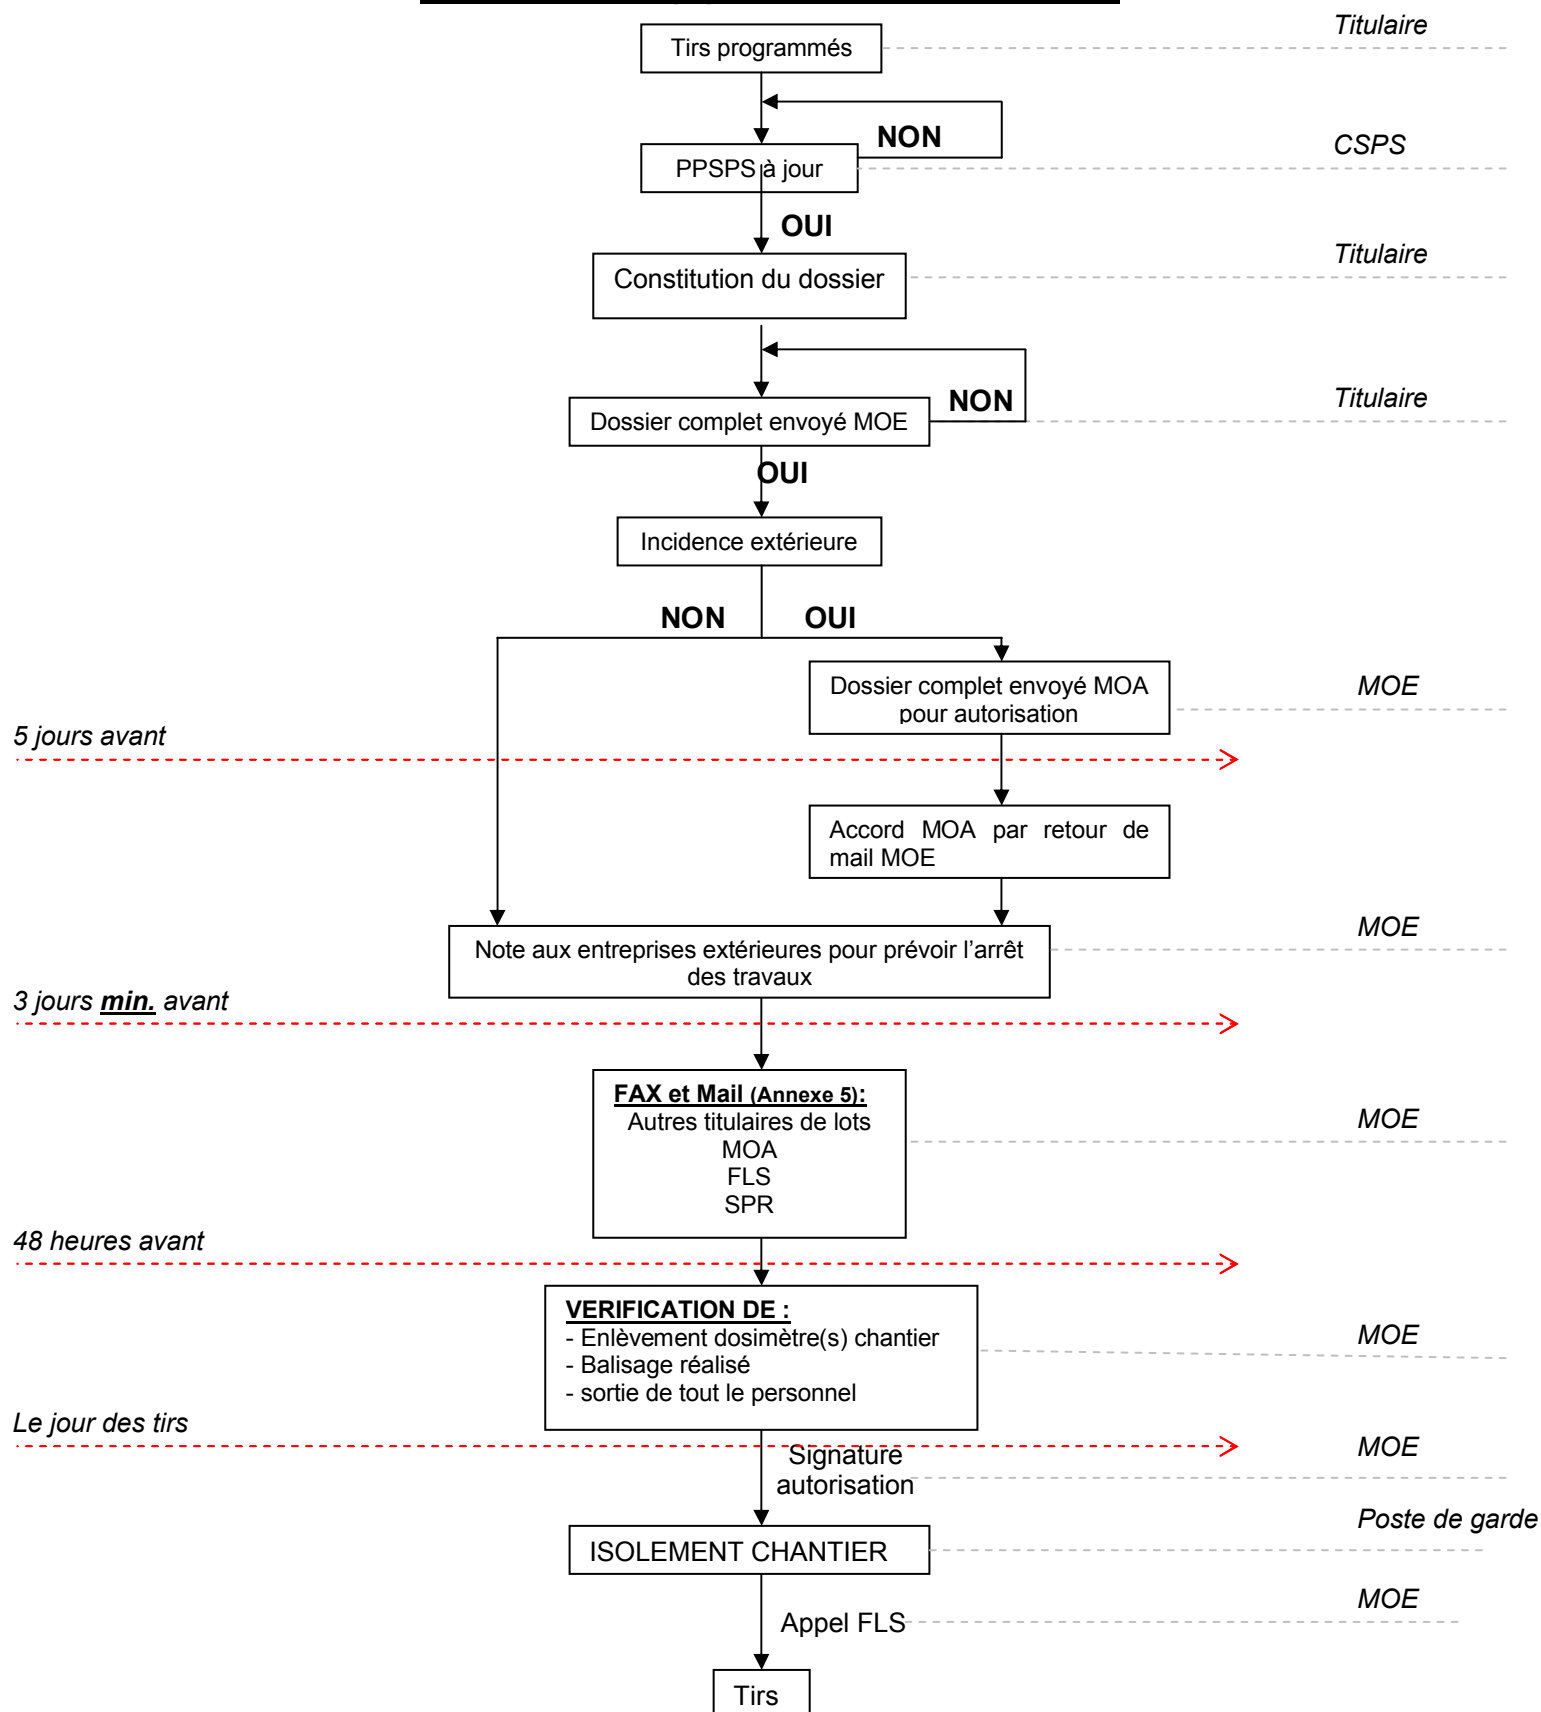 Titulaire
Tirs programmés
NON
CSPS
PPSPS à jour
OUI
Titulaire
Constitution du dossier
Titulaire
NON
Dossier complet envoyé MOE
OUI
Incidence extérieure
NON
OUI
Dossier complet envoyé MOA
pour autorisation
MOE
5 jours avant
Accord MOA par retour de
mail MOE
MOE
Note aux entreprises extérieures pour prévoir l’arrêt
des travaux
3 jours min. avant
FAX et Mail (Annexe 5):
Autres titulaires de lots
MOA
FLS
SPR
MOE
48 heures avant
VERIFICATION DE :
- Enlèvement dosimètre(s) chantier
- Balisage réalisé
- sortie de tout le personnel
MOE
Le jour des tirs
Signature
autorisation
MOE
Poste de garde
ISOLEMENT CHANTIER
MOE
Appel FLS
Tirs